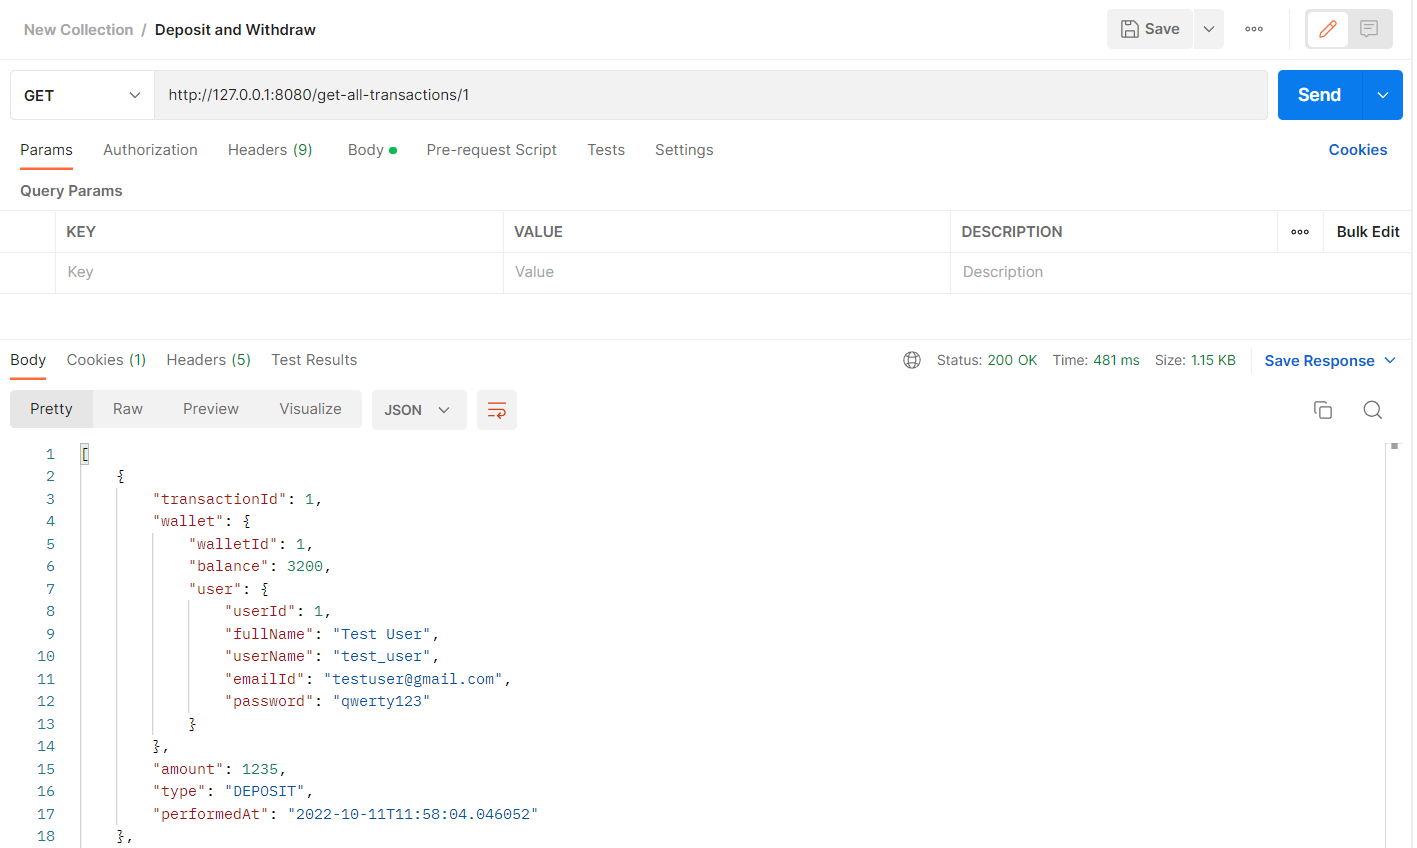 New Collection / Deposit and Withdraw
Save
GET
http://127.0.0.1:8080/get-all-transactions/1
Send
Params Authorization Headers (9) Body Pre-request Script Tests Settings Cookies
Query Params
KEY VALUE DESCRIPTION Bulk Edit
Key Value Description
Body Cookies (1) Headers (5) Test Results Status: 200 OK Time: 481 ms Size: 1.15 KB Save Response
Pretty Raw Preview Visualize JSON
1 [
2 {
3 "transactionId": 1,
4 "wallet": {
5 "walletId": 1,
6 "balance": 3200,
7 "user": {
8 "userId": 1,
9 "fullName": "Test User",
10 "userName": "test_user",
11 "emailId": "testuser@gmail.com",
12 "password": "qwerty123"
13 }
14 },
15 "amount": 1235,
16 "type": "DEPOSIT",
17 "performedAt": "2022-10-11T11:58:04.046052"
18 },